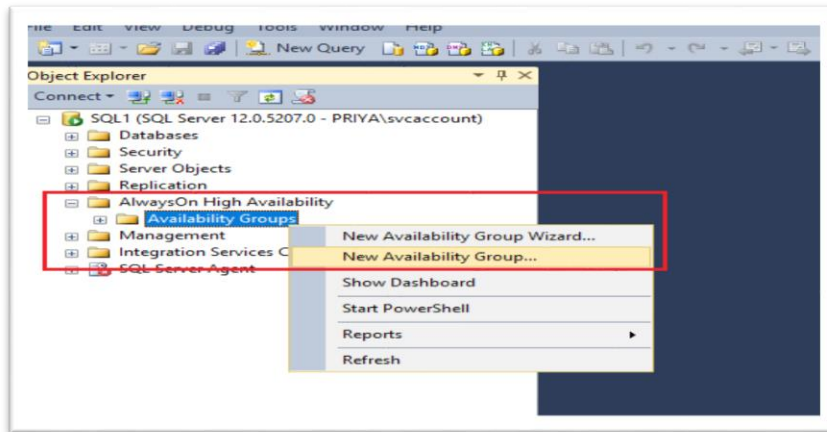 File Edit View Debug Tools Window Help
New Query
Object Explorer
Connect
SQL1 (SQL Server 12.0.5207.0 - PRIYA\svcaccount)
Databases
Security
Server Objects
Replication
AlwaysOn High Availability
Availability Groups
Management
New Availability Group Wizard...
Integration Services C
New Availability Group...
SQL Server Agent
Show Dashboard
Start PowerShell
Reports
Refresh